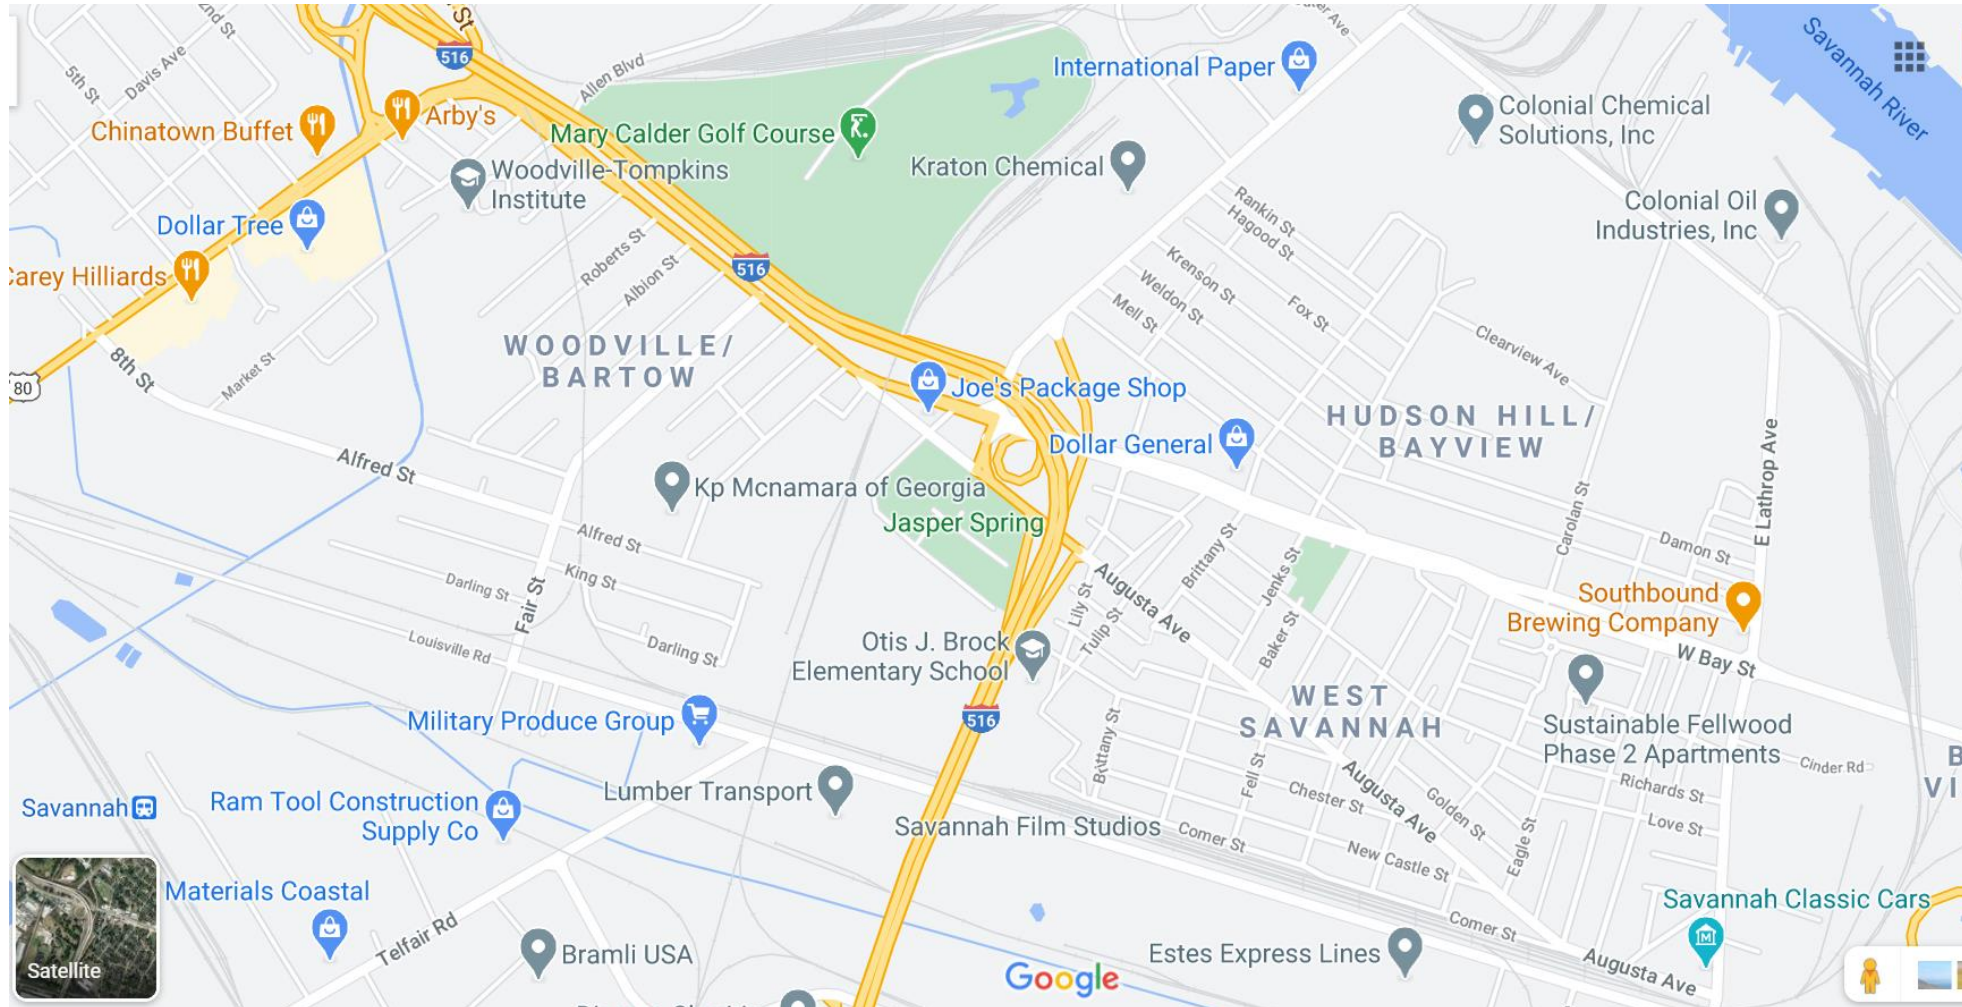 2nd St
Davis Ave
5th St
St
516
Allen Blvd
International Paper
Savannah River
Chinatown Buffet
Arby's
Mary Calder Golf Course
Colonial Chemical
Solutions, Inc
Woodville-Tompkins
Institute
Kraton Chemical
Dollar Tree
Colonial Oil
Industries, Inc
Rankin St
Hagood St
Carey Hilliards
Roberts St
Albion St
516
Krenson St
Weldon St
Mell St
Fox St
Clearview Ave
8th St
Market St
80
WOODVILLE/
BARTOW
Joe's Package Shop
Dollar General
HUDSON HILL/
BAYVIEW
Alfred St
Kp Mcnamara of Georgia
Jasper Spring
E Lathrop Ave
Carolan St
Damon St
Alfred St
King St
Darling St
Fair St
Darling St
Louisville Rd
Augusta Ave
Brittany St
Jenks St
Baker St
Lily St
Tulip St
Southbound
Brewing Company
W Bay St
Otis J. Brock
Elementary School
516
WEST
SAVANNAH
Sustainable Fellwood
Phase 2 Apartments
Military Produce Group
Brittany St
Fell St
Chester St
Augusta Ave
Golden St
Eagle St
Richards St
Love St
Cinder Rd
B
VI
Savannah
Ram Tool Construction
Supply Co
Lumber Transport
Savannah Film Studios
Comer St
New Castle St
Materials Coastal
Telfair Rd
Bramli USA
Savannah Classic Cars
Comer St
Estes Express Lines
Augusta Ave
Satellite
Google